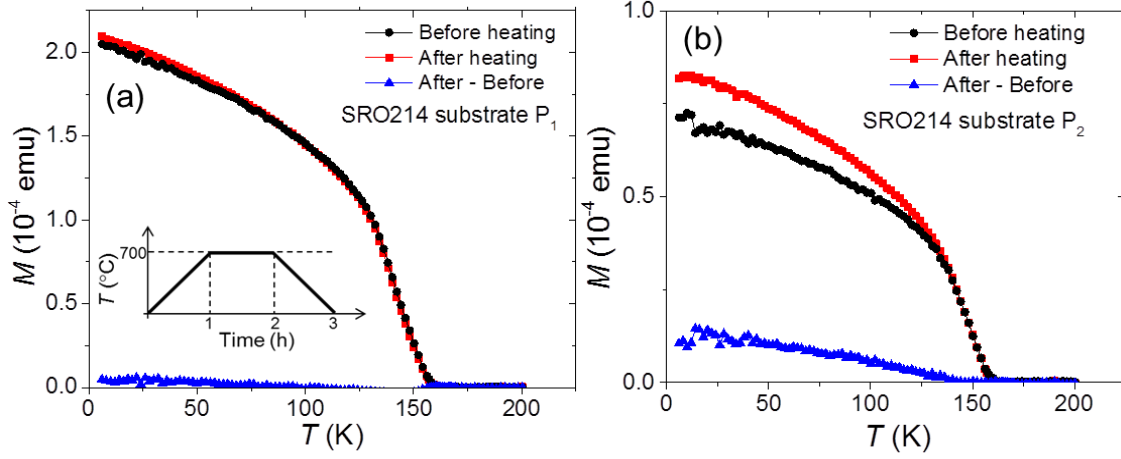 (a)
Before heating
After heating
After - Before
SRO214 substrate P₁
M (10⁻⁴ emu)
2.0
1.5
1.0
0.5
0.0
0
50
100
150
200
T (K)
T (°C)
700
1
2
3
Time (h)
(b)
Before heating
After heating
After - Before
SRO214 substrate P₂
M (10⁻⁴ emu)
1.0
0.5
0.0
0
50
100
150
200
T (K)